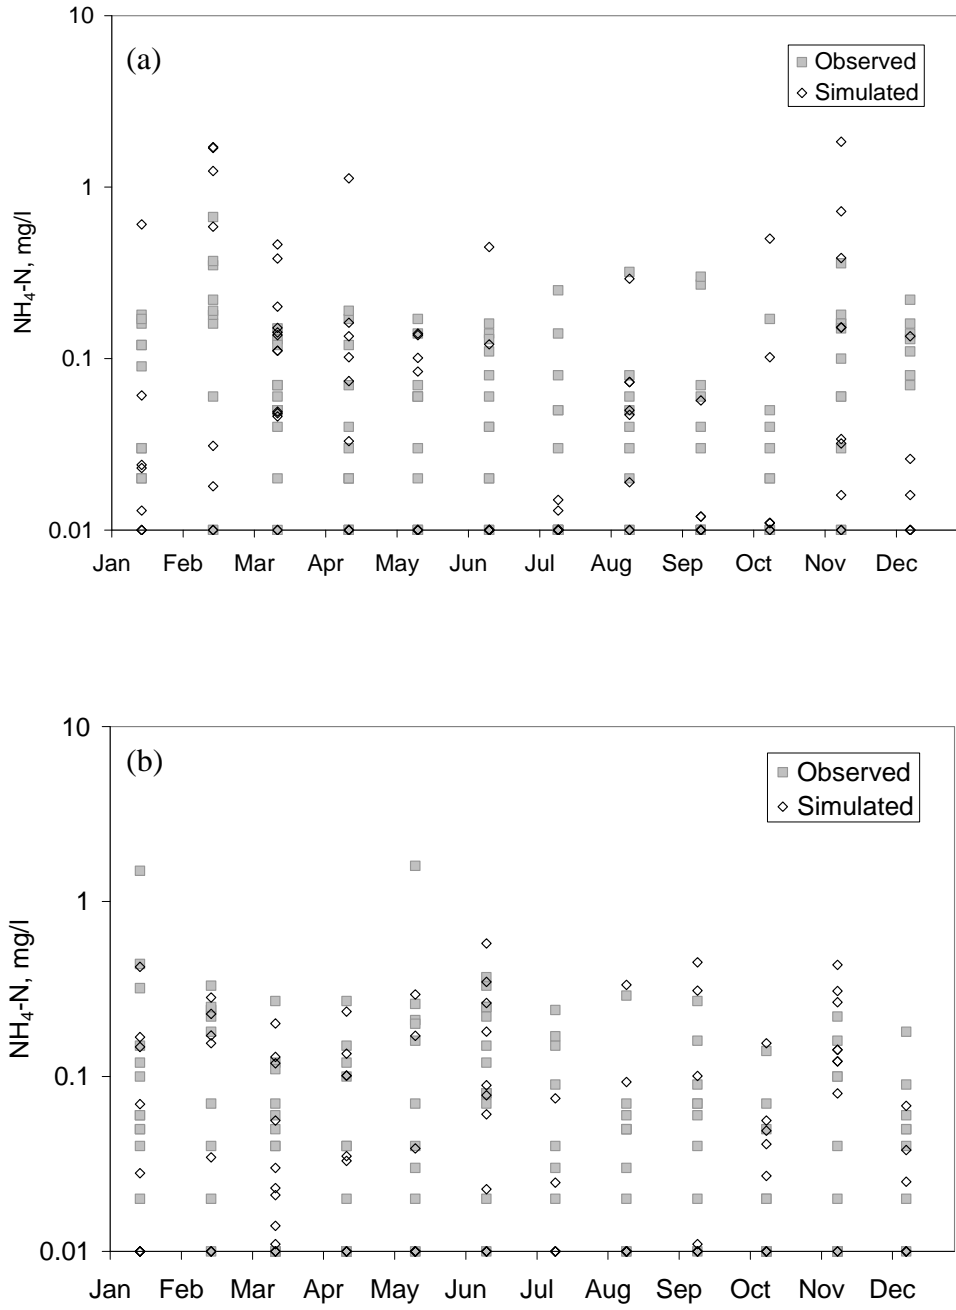 10
(a)
Observed
Simulated
1
NH4-N, mg/l
0.1
0.01
Jan Feb Mar Apr May Jun Jul Aug Sep Oct Nov Dec
10
(b)
Observed
Simulated
1
NH4-N, mg/l
0.1
0.01
Jan Feb Mar Apr May Jun Jul Aug Sep Oct Nov Dec